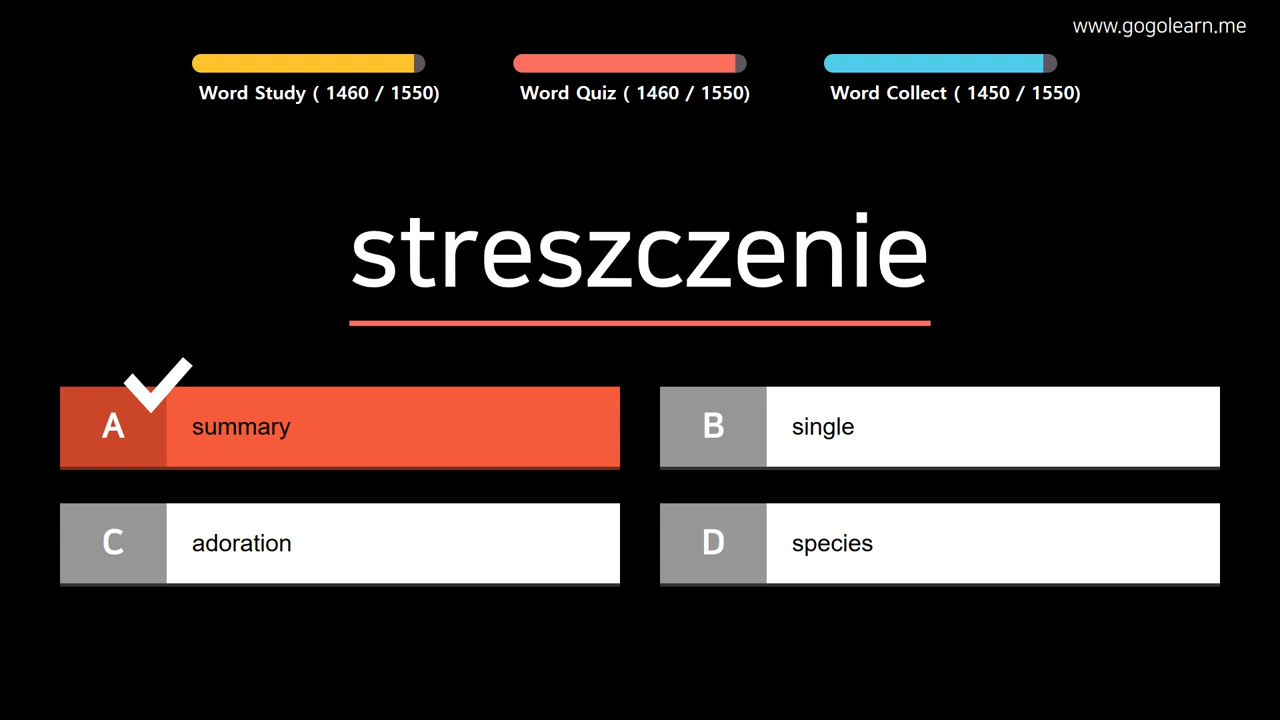 www.gogolearn.me
Word Study ( 1460 / 1550)
Word Quiz ( 1460 / 1550)
Word Collect ( 1450 / 1550)
streszczenie
A summary
B single
C adoration
D species